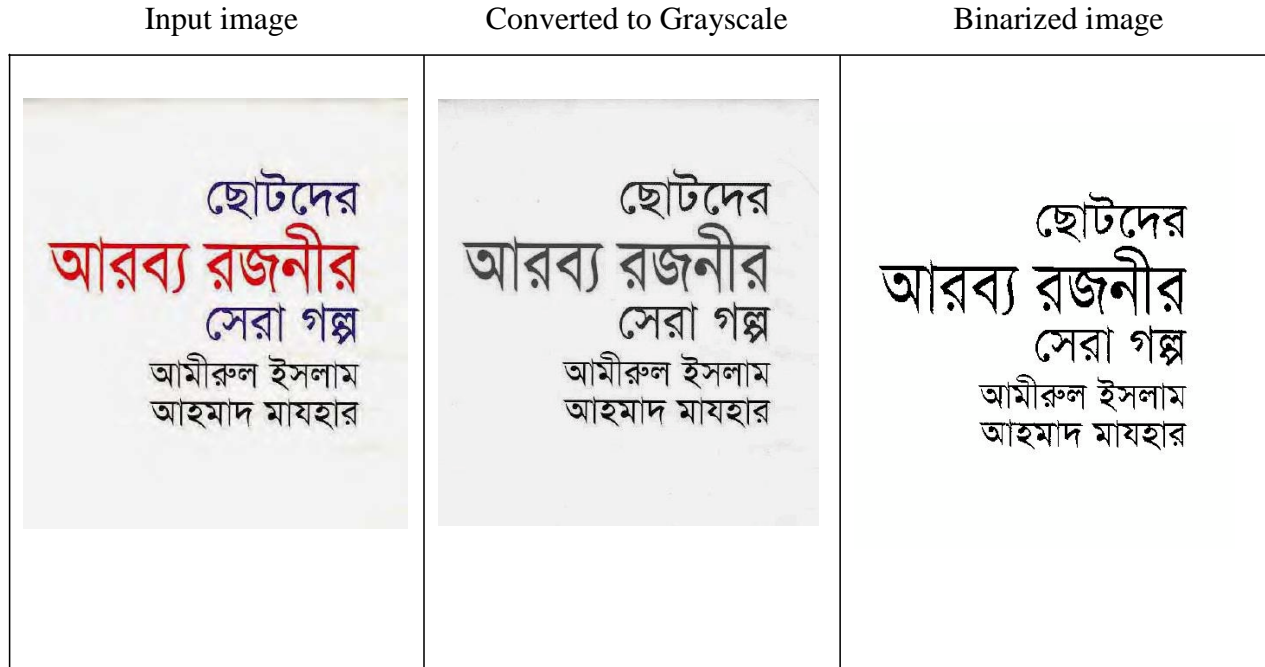 Input image
Converted to Grayscale
Binarized image
ছোটদের
আরব্য রজনীর
সেরা গল্প
আমীরুল ইসলাম
আহমাদ মাযহার
ছোটদের
আরব্য রজনীর
সেরা গল্প
আমীরুল ইসলাম
আহমাদ মাযহার
ছোটদের
আরব্য রজনীর
সেরা গল্প
আমীরুল ইসলাম
আহমাদ মাযহার